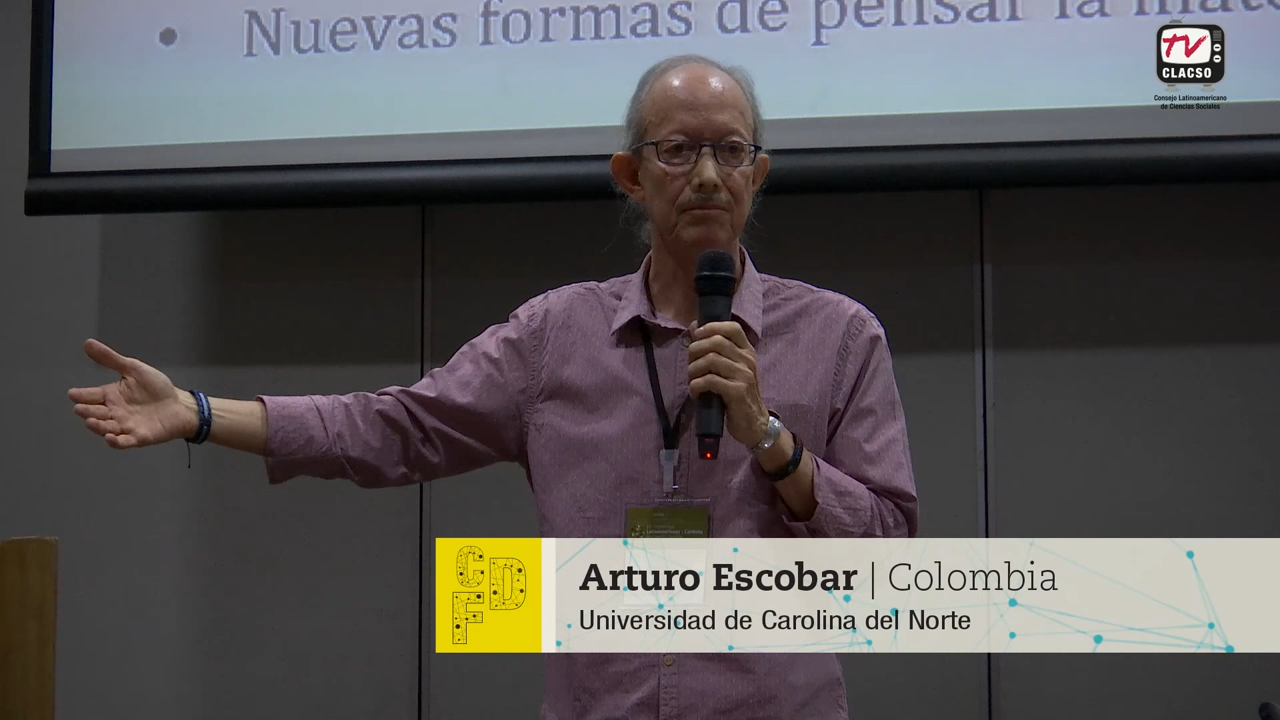 • Nuevas formas de pensar la mate
TV
CLACSO
Consejo Latinoamericano
de Ciencias Sociales
CDF
Arturo Escobar | Colombia
Universidad de Carolina del Norte